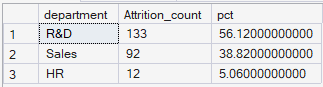 department Attrition_count pct
1 R&D 133 56.12000000000
2 Sales 92 38.82000000000
3 HR 12 5.06000000000